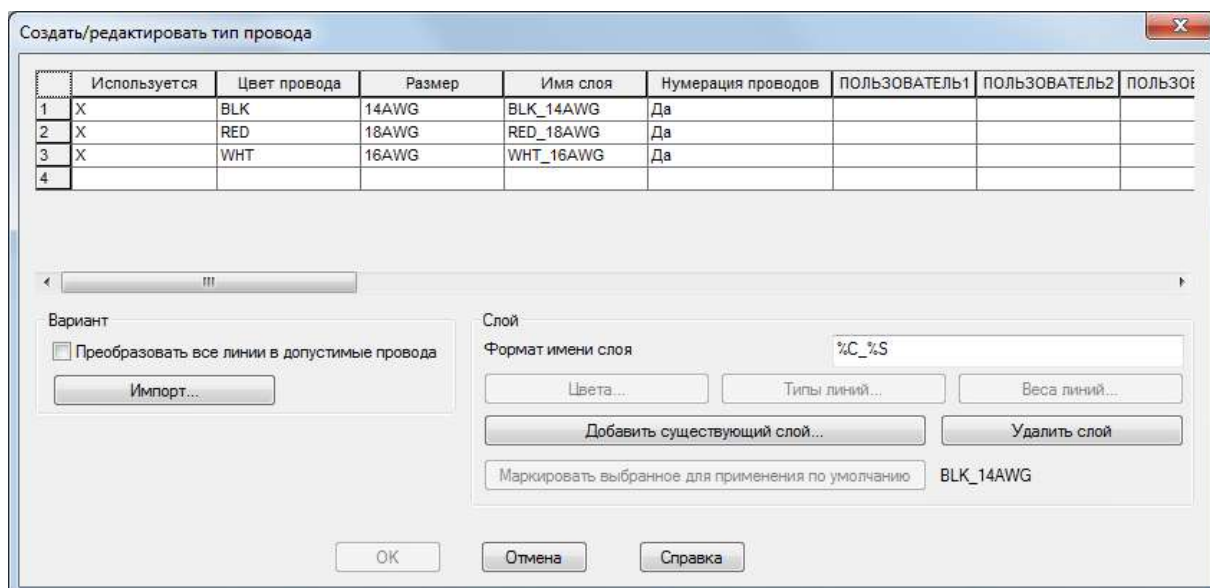 Создать/редактировать тип провода
Используется Цвет провода Размер Имя слоя Нумерация проводов ПОЛЬЗОВАТЕЛЬ1 ПОЛЬЗОВАТЕЛЬ2 ПОЛЬЗОВ
1 X BLK 14AWG BLK_14AWG Да
2 X RED 18AWG RED_18AWG Да
3 X WHT 16AWG WHT_16AWG Да
4
Вариант
Преобразовать все линии в допустимые провода
Импорт...
Слой
Формат имени слоя %C_%S
Цвета... Типы линий... Веса линий...
Добавить существующий слой... Удалить слой
Маркировать выбранное для применения по умолчанию BLK_14AWG
OK Отмена Справка